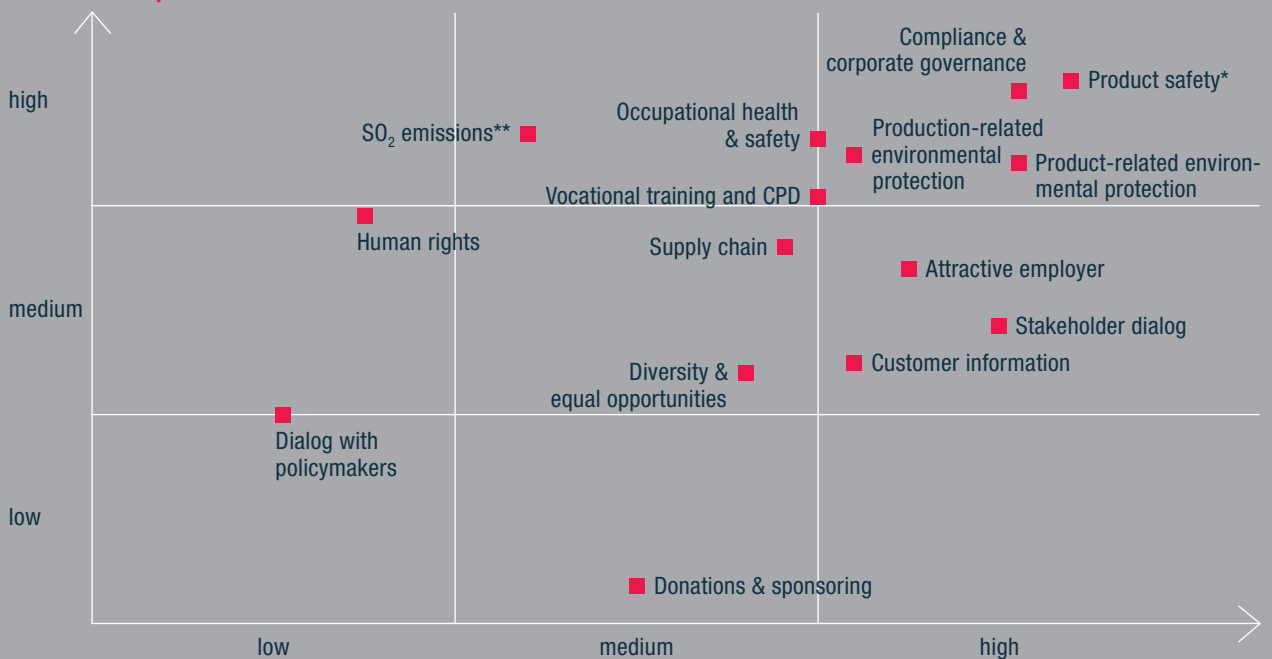 Compliance &
corporate governance
Product safety*
high
Occupational health
& safety
SO₂ emissions**
Production-related
environmental
protection
Product-related environ-
mental protection
Vocational training and CPD
Human rights
Supply chain
Attractive employer
medium
Stakeholder dialog
Customer information
Diversity &
equal opportunities
Dialog with
policymakers
low
Donations & sponsoring
low
medium
high